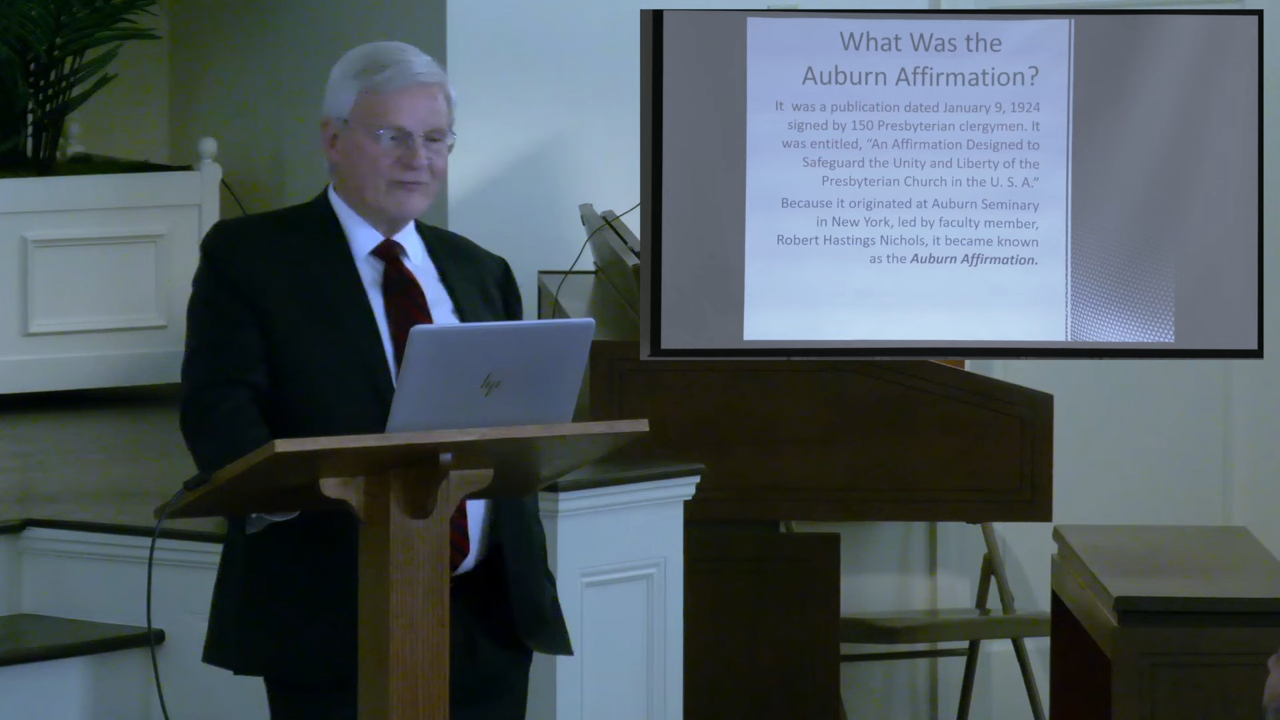 What Was the
Auburn Affirmation?
It was a publication dated January 9, 1924
signed by 150 Presbyterian clergymen. It
was entitled, “An Affirmation Designed to
Safeguard the Unity and Liberty of the
Presbyterian Church in the U. S. A.”
Because it originated at Auburn Seminary
in New York, led by faculty member,
Robert Hastings Nichols, it became known
as the Auburn Affirmation.
hp